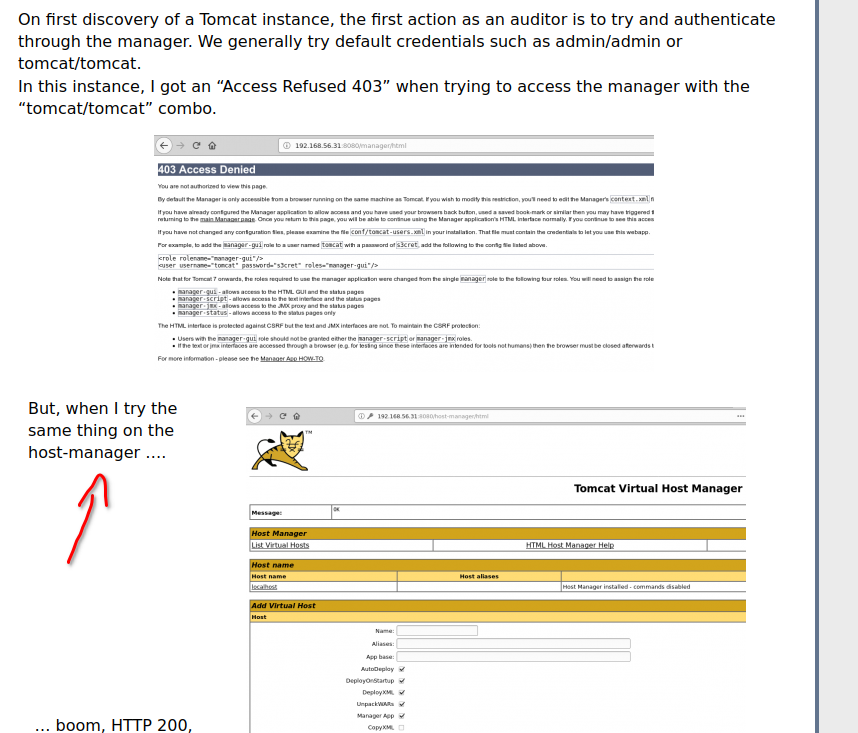 On first discovery of a Tomcat instance, the first action as an auditor is to try and authenticate
through the manager. We generally try default credentials such as admin/admin or
tomcat/tomcat.
In this instance, I got an “Access Refused 403” when trying to access the manager with the
“tomcat/tomcat” combo.
192.168.56.31:8080/manager/html
403 Access Denied
You are not authorized to view this page.
By default the Manager is only accessible from a browser running on the same machine as Tomcat. If you wish to modify this restriction, you'll need to edit the Manager's context.xml fi
If you have already configured the Manager application to allow access and you have used your browsers back button, used a saved book-mark or similar then you may have triggered t
returning to the main Manager page. Once you return to this page, you will be able to continue using the Manager application's HTML interface normally. If you continue to see this acces
If you have not changed any configuration files, please examine the file conf/tomcat-users.xml in your installation. That file must contain the credentials to let you use this webapp.
For example, to add the manager-gui role to a user named tomcat with a password of s3cret, add the following to the config file listed above.
<role rolename="manager-gui"/>
<user username="tomcat" password="s3cret" roles="manager-gui"/>
Note that for Tomcat 7 onwards, the roles required to use the manager application were changed from the single manager role to the following four roles. You will need to assign the role
manager-gui - allows access to the HTML GUI and the status pages
manager-script - allows access to the text interface and the status pages
manager-jmx - allows access to the JMX proxy and the status pages
manager-status - allows access to the status pages only
The HTML interface is protected against CSRF but the text and JMX interfaces are not. To maintain the CSRF protection:
Users with the manager-gui role should not be granted either the manager-script or manager-jmx roles.
If the text or jmx interfaces are accessed through a browser (e.g. for testing since these interfaces are intended for tools not humans) then the browser must be closed afterwards t
For more information - please see the Manager App HOW-TO.
But, when I try the
same thing on the
host-manager ....
192.168.56.31:8080/host-manager/html
TM
Tomcat Virtual Host Manager
Message: OK
Host Manager
List Virtual Hosts HTML Host Manager Help
Host name
Host name Host aliases
localhost Host Manager installed - commands disabled
Add Virtual Host
Host
Name:
Aliases:
App base:
AutoDeploy
DeployOnStartup
DeployXML
UnpackWARs
Manager App
CopyXML
... boom, HTTP 200,